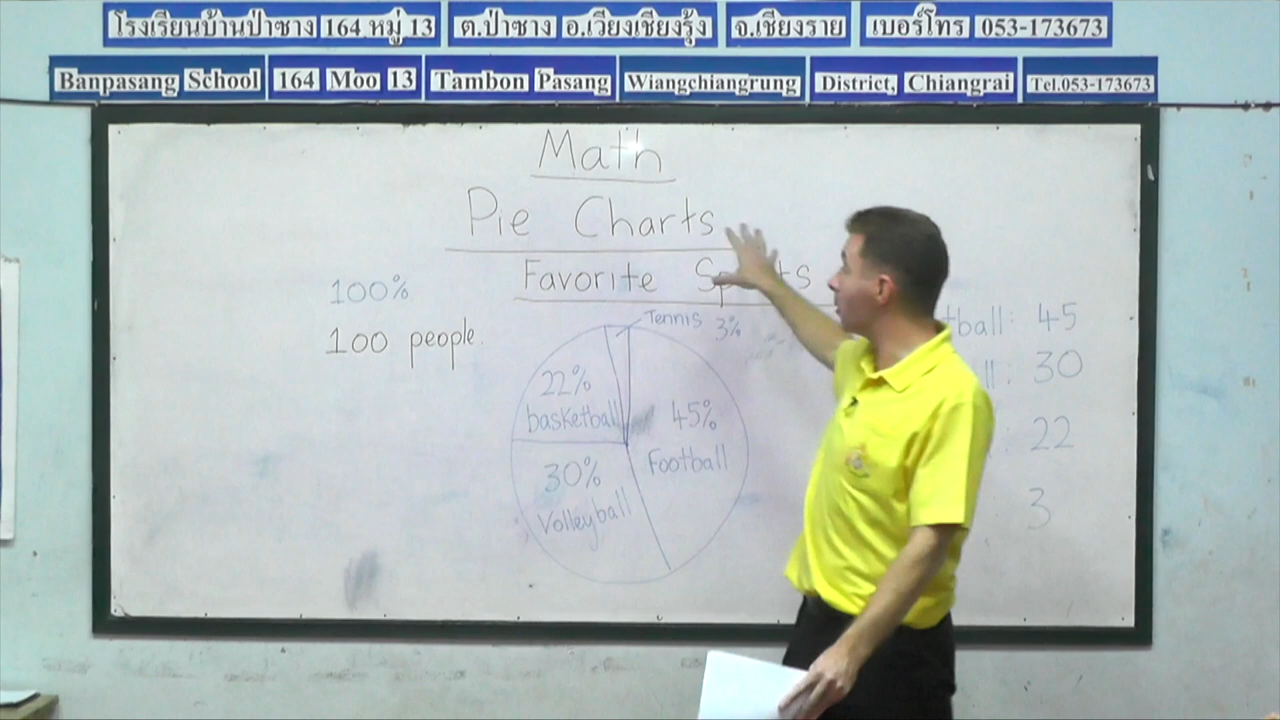 โรงเรียนบ้านป่าซาง 164 หมู่ 13 ต.ป่าซาง อ.เวียงเชียงรุ้ง จ.เชียงราย เบอร์โทร 053-173673
Banpasang School 164 Moo 13 Tambon Pasang Wiangchiangrung District, Chiangrai Tel.053-173673
Math
Pie Charts
Favorite Sports
100%
100 people.
Tennis 3%
22%
basketball
45%
Football
30%
Volleyball
tball: 45
ll: 30
: 22
3